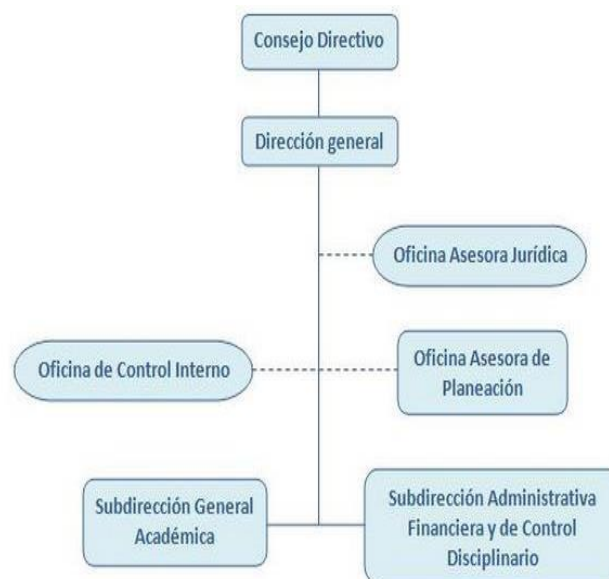 Consejo Directivo
Dirección general
Oficina Asesora Jurídica
Oficina de Control Interno
Oficina Asesora de
Planeación
Subdirección General
Académica
Subdirección Administrativa
Financiera y de Control
Disciplinario